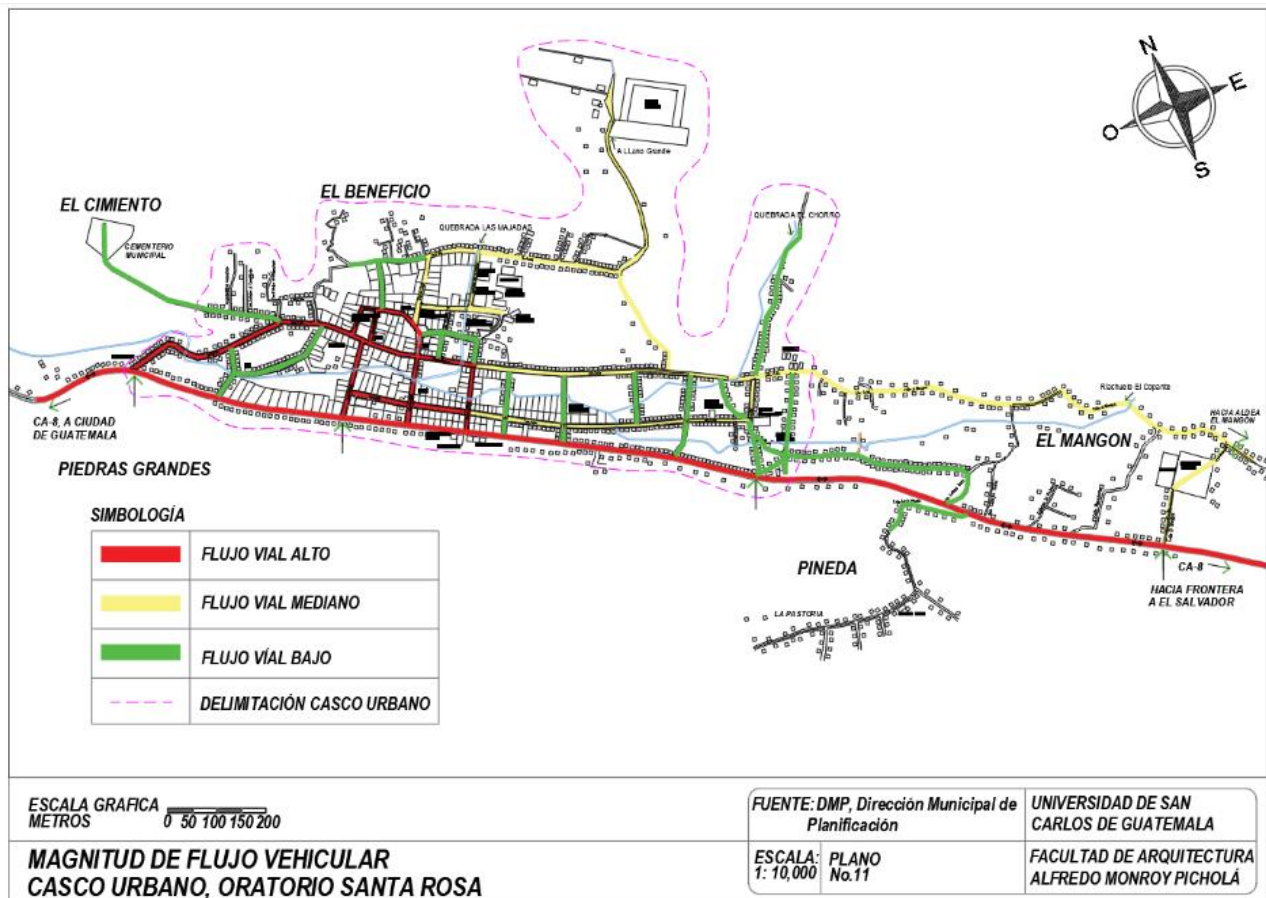 N
E
O
S
A LLano Grande
EL BENEFICIO
EL CIMIENTO
CEMENTERIO
MUNICIPAL
QUEBRADA LAS MAJADAS
QUEBRADA EL CHORRO
CA-8, A CIUDAD
DE GUATEMALA
PIEDRAS GRANDES
Riachuelo El Copante
HACIA ALDEA
EL MANGON
EL MANGON
PINEDA
LA PASTORIA
CA-8
HACIA FRONTERA
A EL SALVADOR
SIMBOLOGÍA
FLUJO VIAL ALTO
FLUJO VIAL MEDIANO
FLUJO VÍAL BAJO
DELIMITACIÓN CASCO URBANO
ESCALA GRAFICA
METROS
0 50 100 150 200
MAGNITUD DE FLUJO VEHICULAR
CASCO URBANO, ORATORIO SANTA ROSA
FUENTE: DMP, Dirección Municipal de
Planificación
UNIVERSIDAD DE SAN
CARLOS DE GUATEMALA
ESCALA:
1: 10,000
PLANO
No.11
FACULTAD DE ARQUITECTURA
ALFREDO MONROY PICHOLÁ